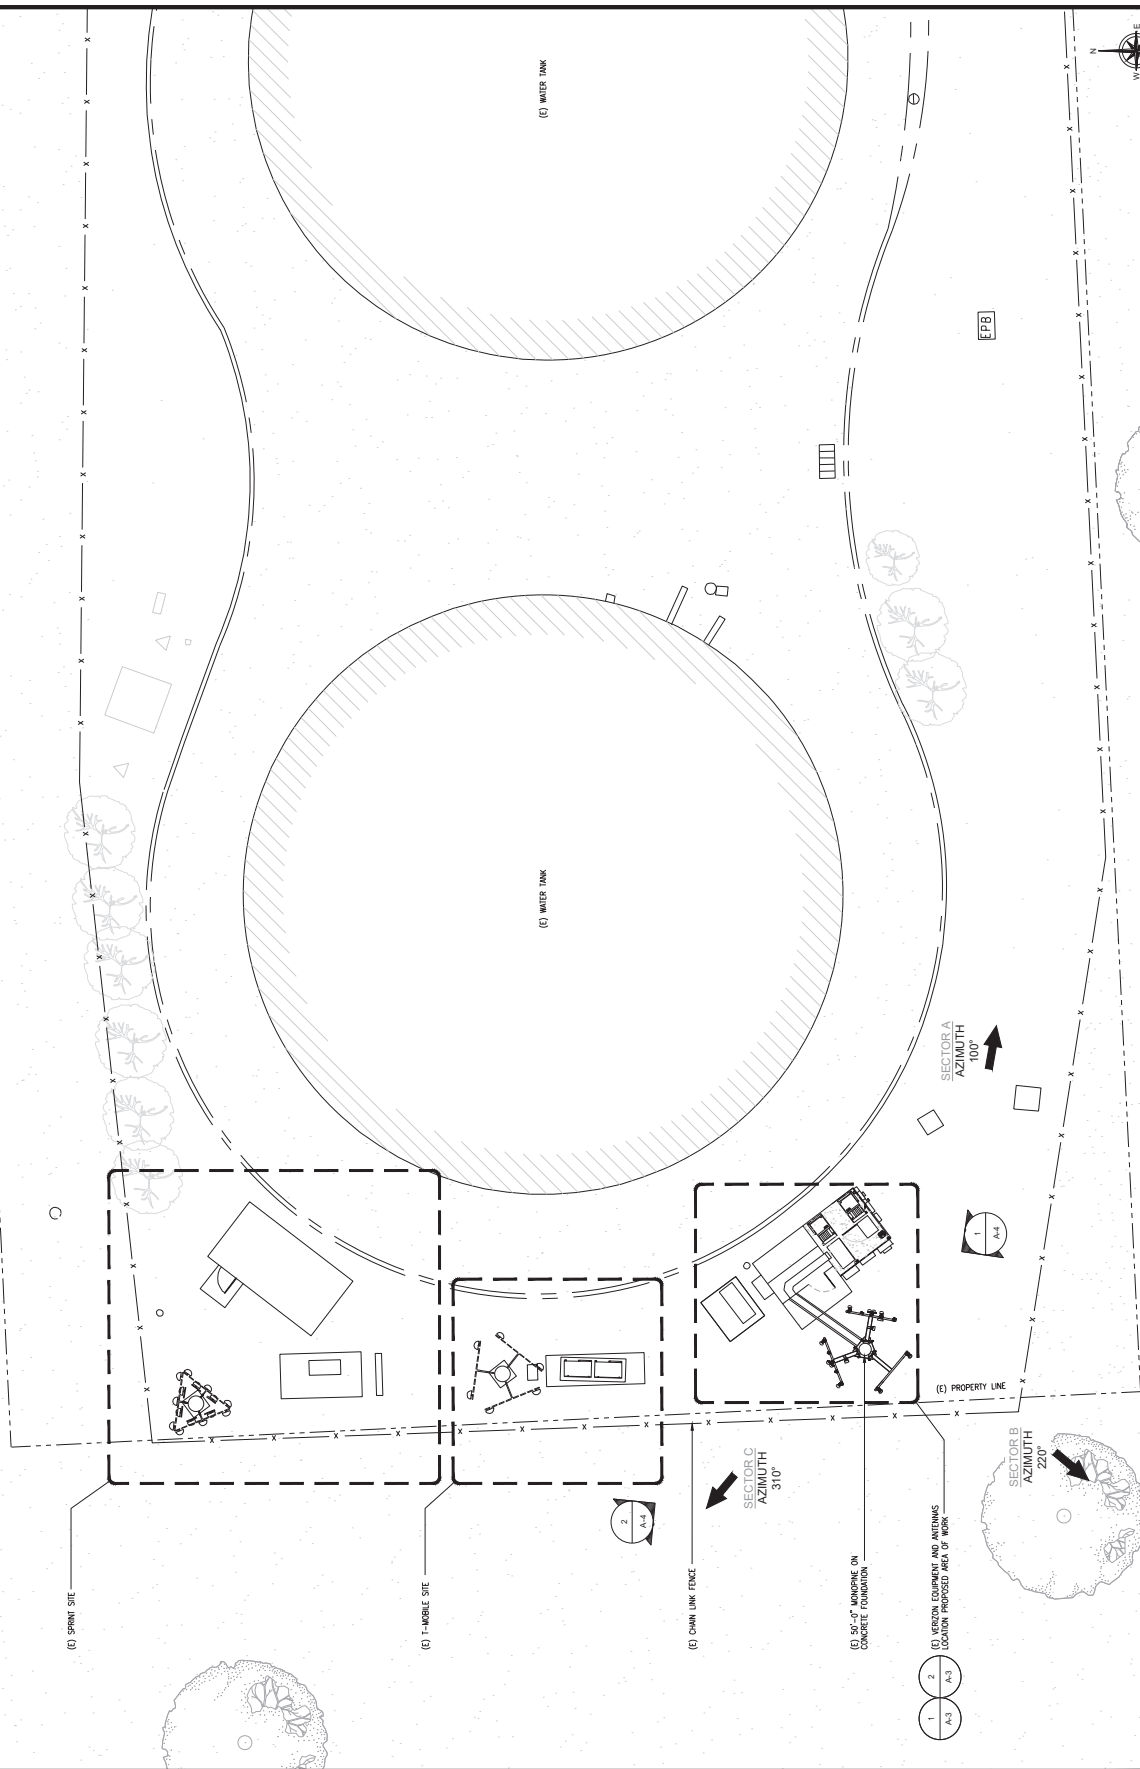 N
E
W
(E) WATER TANK
EPB
(E) WATER TANK
SECTOR A
AZIMUTH
100°
1
A-4
(E) PROPERTY LINE
SECTOR B
AZIMUTH
220°
SECTOR C
AZIMUTH
310°
2
A-4
(E) SPRINT SITE
(E) T-MOBILE SITE
(E) CHAIN LINK FENCE
(E) 50'-0" MONOPINE ON
CONCRETE FOUNDATION
(E) VERIZON EQUIPMENT AND ANTENNAS
LOCATION PROPOSED AREA OF WORK
1
A-3
2
A-3